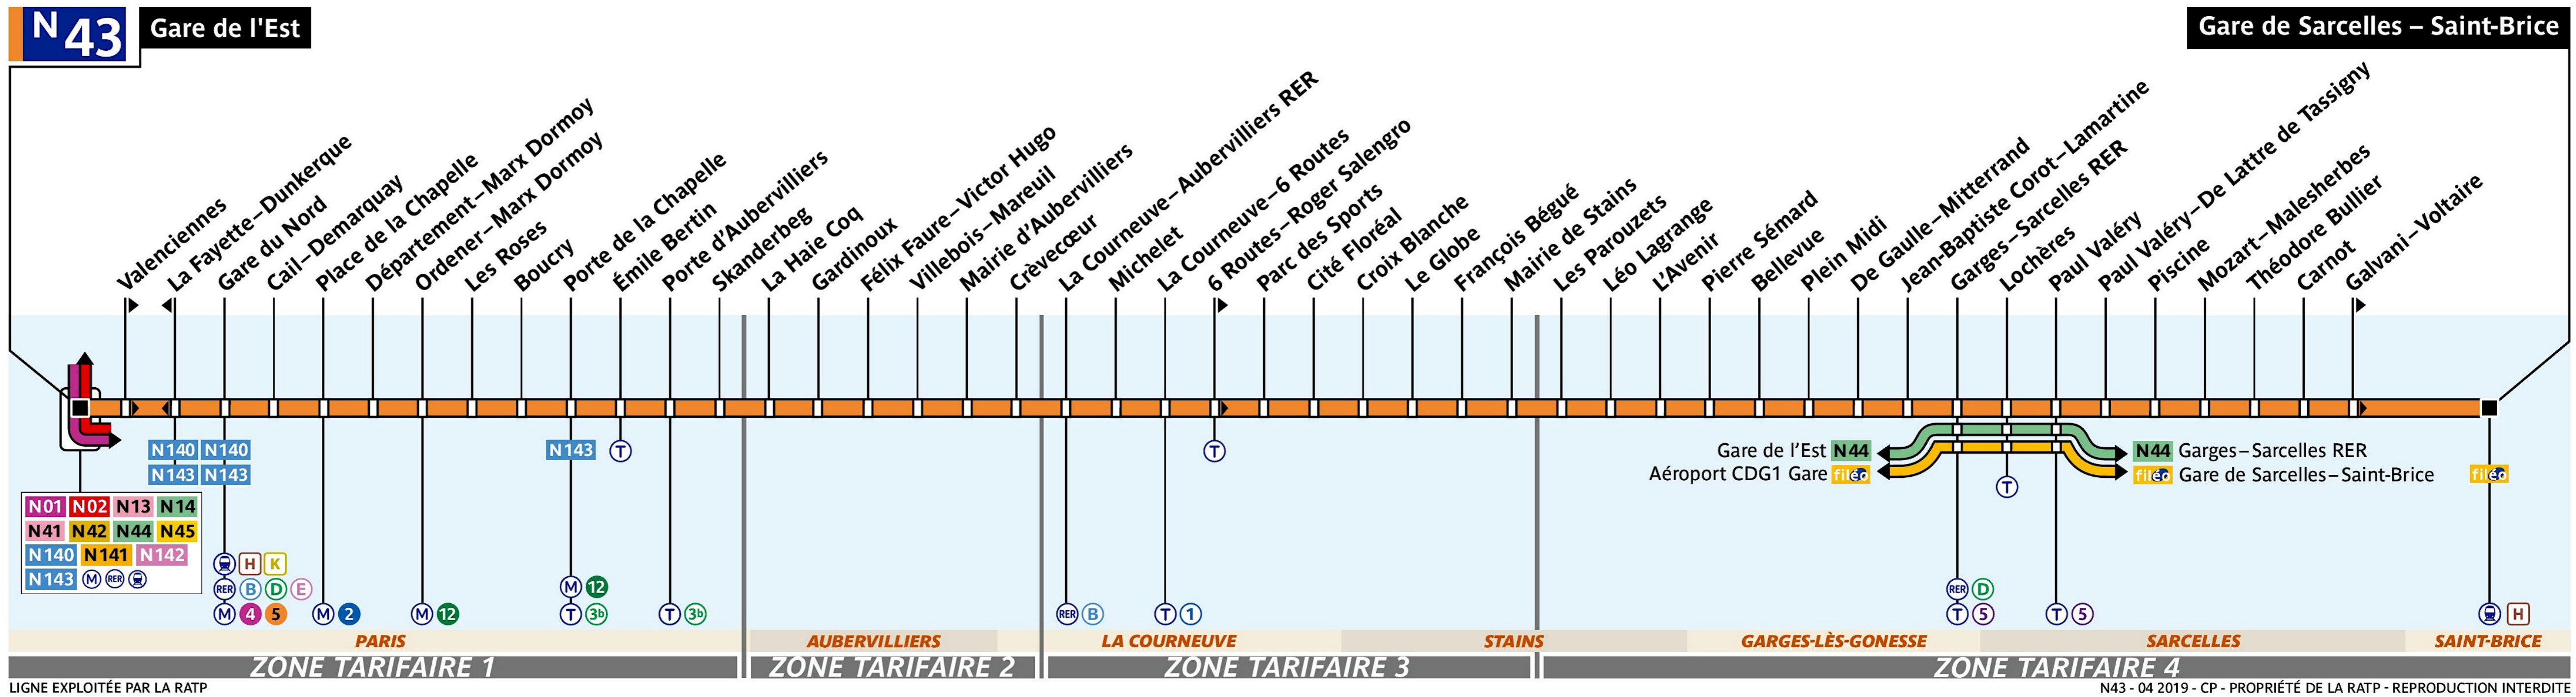 N43
Gare de l'Est
Gare de Sarcelles – Saint-Brice
Valenciennes
La Fayette – Dunkerque
Gare du Nord
Cail – Demarquay
Place de la Chapelle
Département – Marx Dormoy
Ordener – Marx Dormoy
Les Roses
Boucry
Porte de la Chapelle
Émile Bertin
Porte d'Aubervilliers
Skanderbeg
La Haie Coq
Gardinoux
Félix Faure – Victor Hugo
Villebois – Mareuil
Mairie d'Aubervilliers
Crèvecœur
La Courneuve – Aubervilliers RER
Michelet
La Courneuve – 6 Routes
6 Routes – Roger Salengro
Parc des Sports
Cité Floréal
Croix Blanche
Le Globe
François Bégué
Mairie de Stains
Les Parouzets
Léo Lagrange
L'Avenir
Pierre Sémard
Bellevue
Plein Midi
De Gaulle – Mitterrand
Jean-Baptiste Corot – Lamartine
Garges – Sarcelles RER
Lochères
Paul Valéry
Paul Valéry – De Lattre de Tassigny
Piscine
Mozart – Malesherbes
Théodore Bullier
Carnot
Galvani – Voltaire
N140 N140
N143 N143
N143 T
T
Gare de l'Est N44
N44 Garges – Sarcelles RER
Aéroport CDG1 Gare filéo
filéo Gare de Sarcelles – Saint-Brice
filéo
T
N01 N02 N13 N14
N41 N42 N44 N45
N140 N141 N142
N143 M RER
H K
RER B D E
M 4 5
M 2
M 12
M 12
T 3b
T 3b
RER B
T 1
RER D
T 5
T 5
H
PARIS
AUBERVILLIERS
LA COURNEUVE
STAINS
GARGES-LÈS-GONESSE
SARCELLES
SAINT-BRICE
ZONE TARIFAIRE 1
ZONE TARIFAIRE 2
ZONE TARIFAIRE 3
ZONE TARIFAIRE 4
LIGNE EXPLOITÉE PAR LA RATP
N43 - 04 2019 - CP - PROPRIÉTÉ DE LA RATP - REPRODUCTION INTERDITE